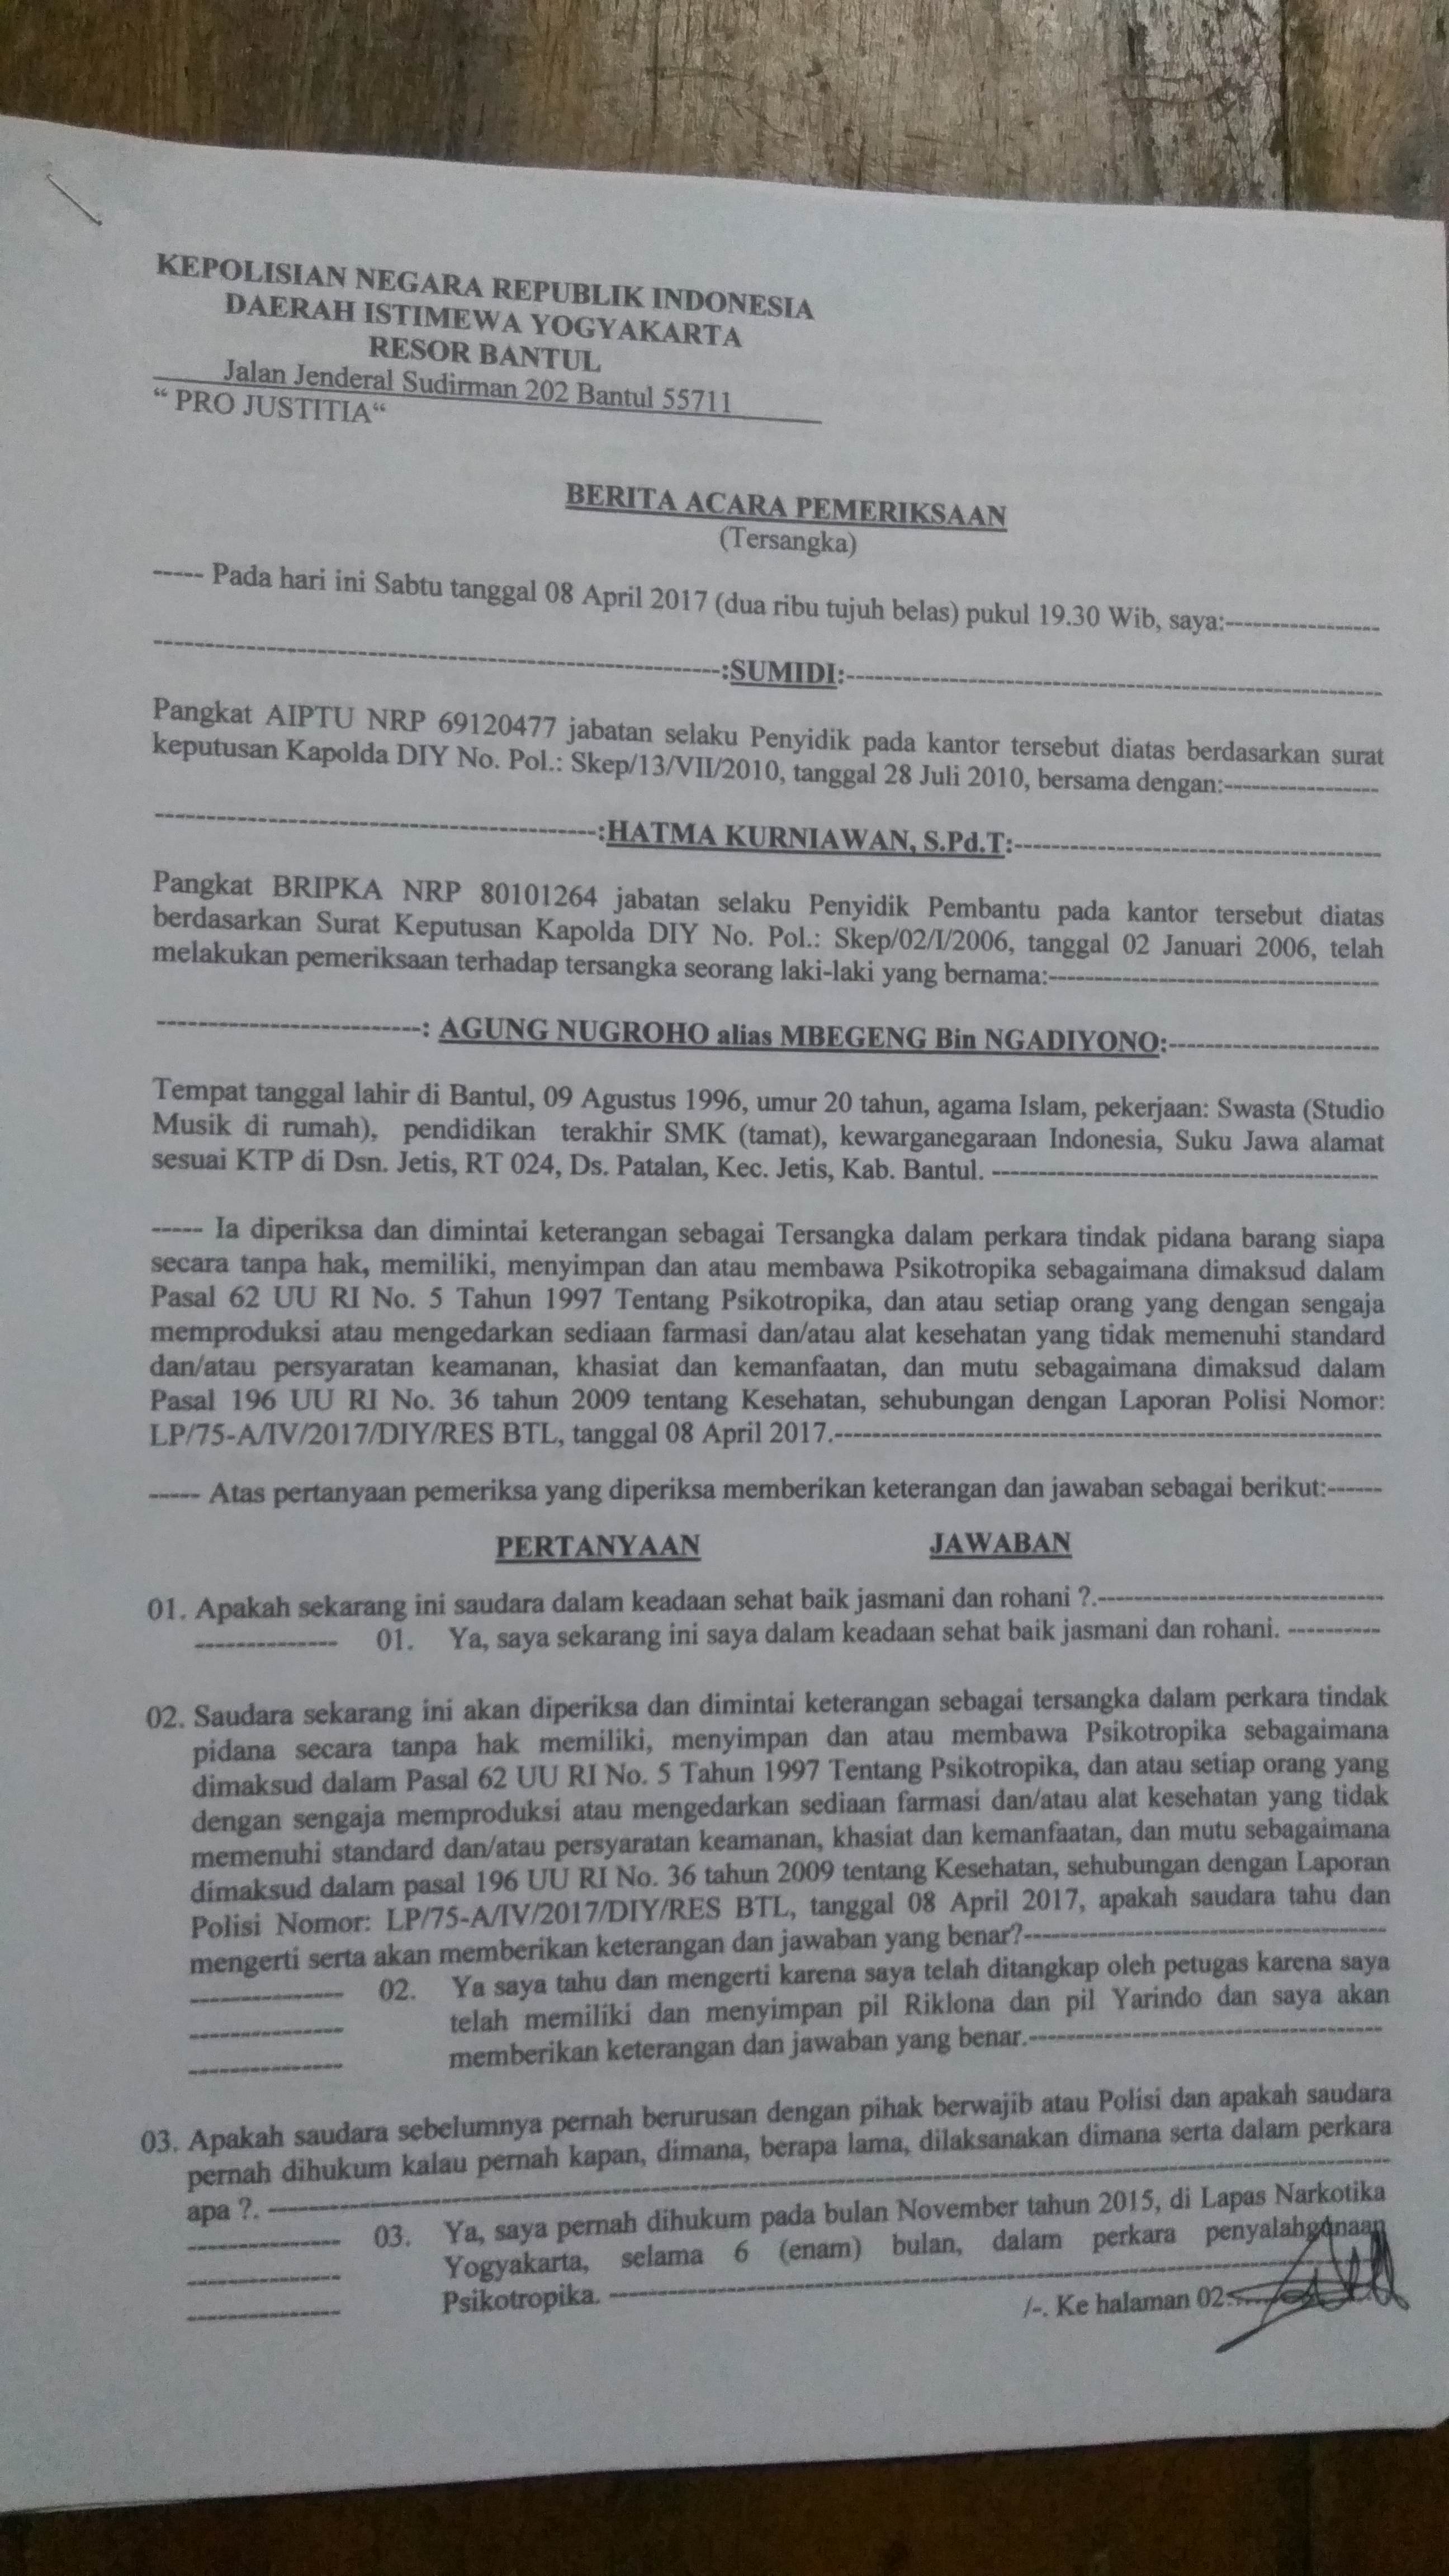 KEPOLISIAN NEGARA REPUBLIK INDONESIA
DAERAH ISTIMEWA YOGYAKARTA
RESOR BANTUL
Jalan Jenderal Sudirman 202 Bantul 55711
“ PRO JUSTITIA“
BERITA ACARA PEMERIKSAAN
(Tersangka)
----- Pada hari ini Sabtu tanggal 08 April 2017 (dua ribu tujuh belas) pukul 19.30 Wib, saya:-----------------
------------------------------------------------------------:SUMIDI:----------------------------------------------------------
Pangkat AIPTU NRP 69120477 jabatan selaku Penyidik pada kantor tersebut diatas berdasarkan surat
keputusan Kapolda DIY No. Pol.: Skep/13/VII/2010, tanggal 28 Juli 2010, bersama dengan:-----------------
------------------------------------------:HATMA KURNIAWAN, S.Pd.T:----------------------------------------
Pangkat BRIPKA NRP 80101264 jabatan selaku Penyidik Pembantu pada kantor tersebut diatas
berdasarkan Surat Keputusan Kapolda DIY No. Pol.: Skep/02/I/2006, tanggal 02 Januari 2006, telah
melakukan pemeriksaan terhadap tersangka seorang laki-laki yang bernama:------------------------------------
-------------------------: AGUNG NUGROHO alias MBEGENG Bin NGADIYONO:-----------------------
Tempat tanggal lahir di Bantul, 09 Agustus 1996, umur 20 tahun, agama Islam, pekerjaan: Swasta (Studio
Musik di rumah), pendidikan terakhir SMK (tamat), kewarganegaraan Indonesia, Suku Jawa alamat
sesuai KTP di Dsn. Jetis, RT 024, Ds. Patalan, Kec. Jetis, Kab. Bantul. ------------------------------------------
----- Ia diperiksa dan dimintai keterangan sebagai Tersangka dalam perkara tindak pidana barang siapa
secara tanpa hak, memiliki, menyimpan dan atau membawa Psikotropika sebagaimana dimaksud dalam
Pasal 62 UU RI No. 5 Tahun 1997 Tentang Psikotropika, dan atau setiap orang yang dengan sengaja
memproduksi atau mengedarkan sediaan farmasi dan/atau alat kesehatan yang tidak memenuhi standard
dan/atau persyaratan keamanan, khasiat dan kemanfaatan, dan mutu sebagaimana dimaksud dalam
Pasal 196 UU RI No. 36 tahun 2009 tentang Kesehatan, sehubungan dengan Laporan Polisi Nomor:
LP/75-A/IV/2017/DIY/RES BTL, tanggal 08 April 2017.------------------------------------------------------------
----- Atas pertanyaan pemeriksa yang diperiksa memberikan keterangan dan jawaban sebagai berikut:------
PERTANYAAN JAWABAN
01. Apakah sekarang ini saudara dalam keadaan sehat baik jasmani dan rohani ?.-------------------------------
-------------- 01. Ya, saya sekarang ini saya dalam keadaan sehat baik jasmani dan rohani. ----------
02. Saudara sekarang ini akan diperiksa dan dimintai keterangan sebagai tersangka dalam perkara tindak
pidana secara tanpa hak memiliki, menyimpan dan atau membawa Psikotropika sebagaimana
dimaksud dalam Pasal 62 UU RI No. 5 Tahun 1997 Tentang Psikotropika, dan atau setiap orang yang
dengan sengaja memproduksi atau mengedarkan sediaan farmasi dan/atau alat kesehatan yang tidak
memenuhi standard dan/atau persyaratan keamanan, khasiat dan kemanfaatan, dan mutu sebagaimana
dimaksud dalam pasal 196 UU RI No. 36 tahun 2009 tentang Kesehatan, sehubungan dengan Laporan
Polisi Nomor: LP/75-A/IV/2017/DIY/RES BTL, tanggal 08 April 2017, apakah saudara tahu dan
mengerti serta akan memberikan keterangan dan jawaban yang benar?---------------------------------------
-------------- 02. Ya saya tahu dan mengerti karena saya telah ditangkap oleh petugas karena saya
-------------- telah memiliki dan menyimpan pil Riklona dan pil Yarindo dan saya akan
-------------- memberikan keterangan dan jawaban yang benar.--------------------------------------
03. Apakah saudara sebelumnya pernah berurusan dengan pihak berwajib atau Polisi dan apakah saudara
pernah dihukum kalau pernah kapan, dimana, berapa lama, dilaksanakan dimana serta dalam perkara
apa ?. ------------------------------------------------------------------------------------------------------------
-------------- 03. Ya, saya pernah dihukum pada bulan November tahun 2015, di Lapas Narkotika
-------------- Yogyakarta, selama 6 (enam) bulan, dalam perkara penyalahgunaan
-------------- Psikotropika. ------------------------------------------------------------------------------
/-. Ke halaman 02